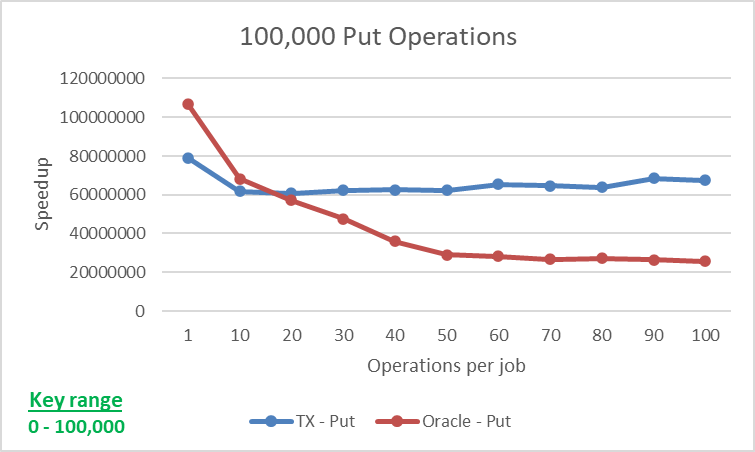 100,000 Put Operations
120000000
100000000
80000000
60000000
40000000
20000000
0
Speedup
1 10 20 30 40 50 60 70 80 90 100
Operations per job
Key range
0 - 100,000
TX - Put Oracle - Put